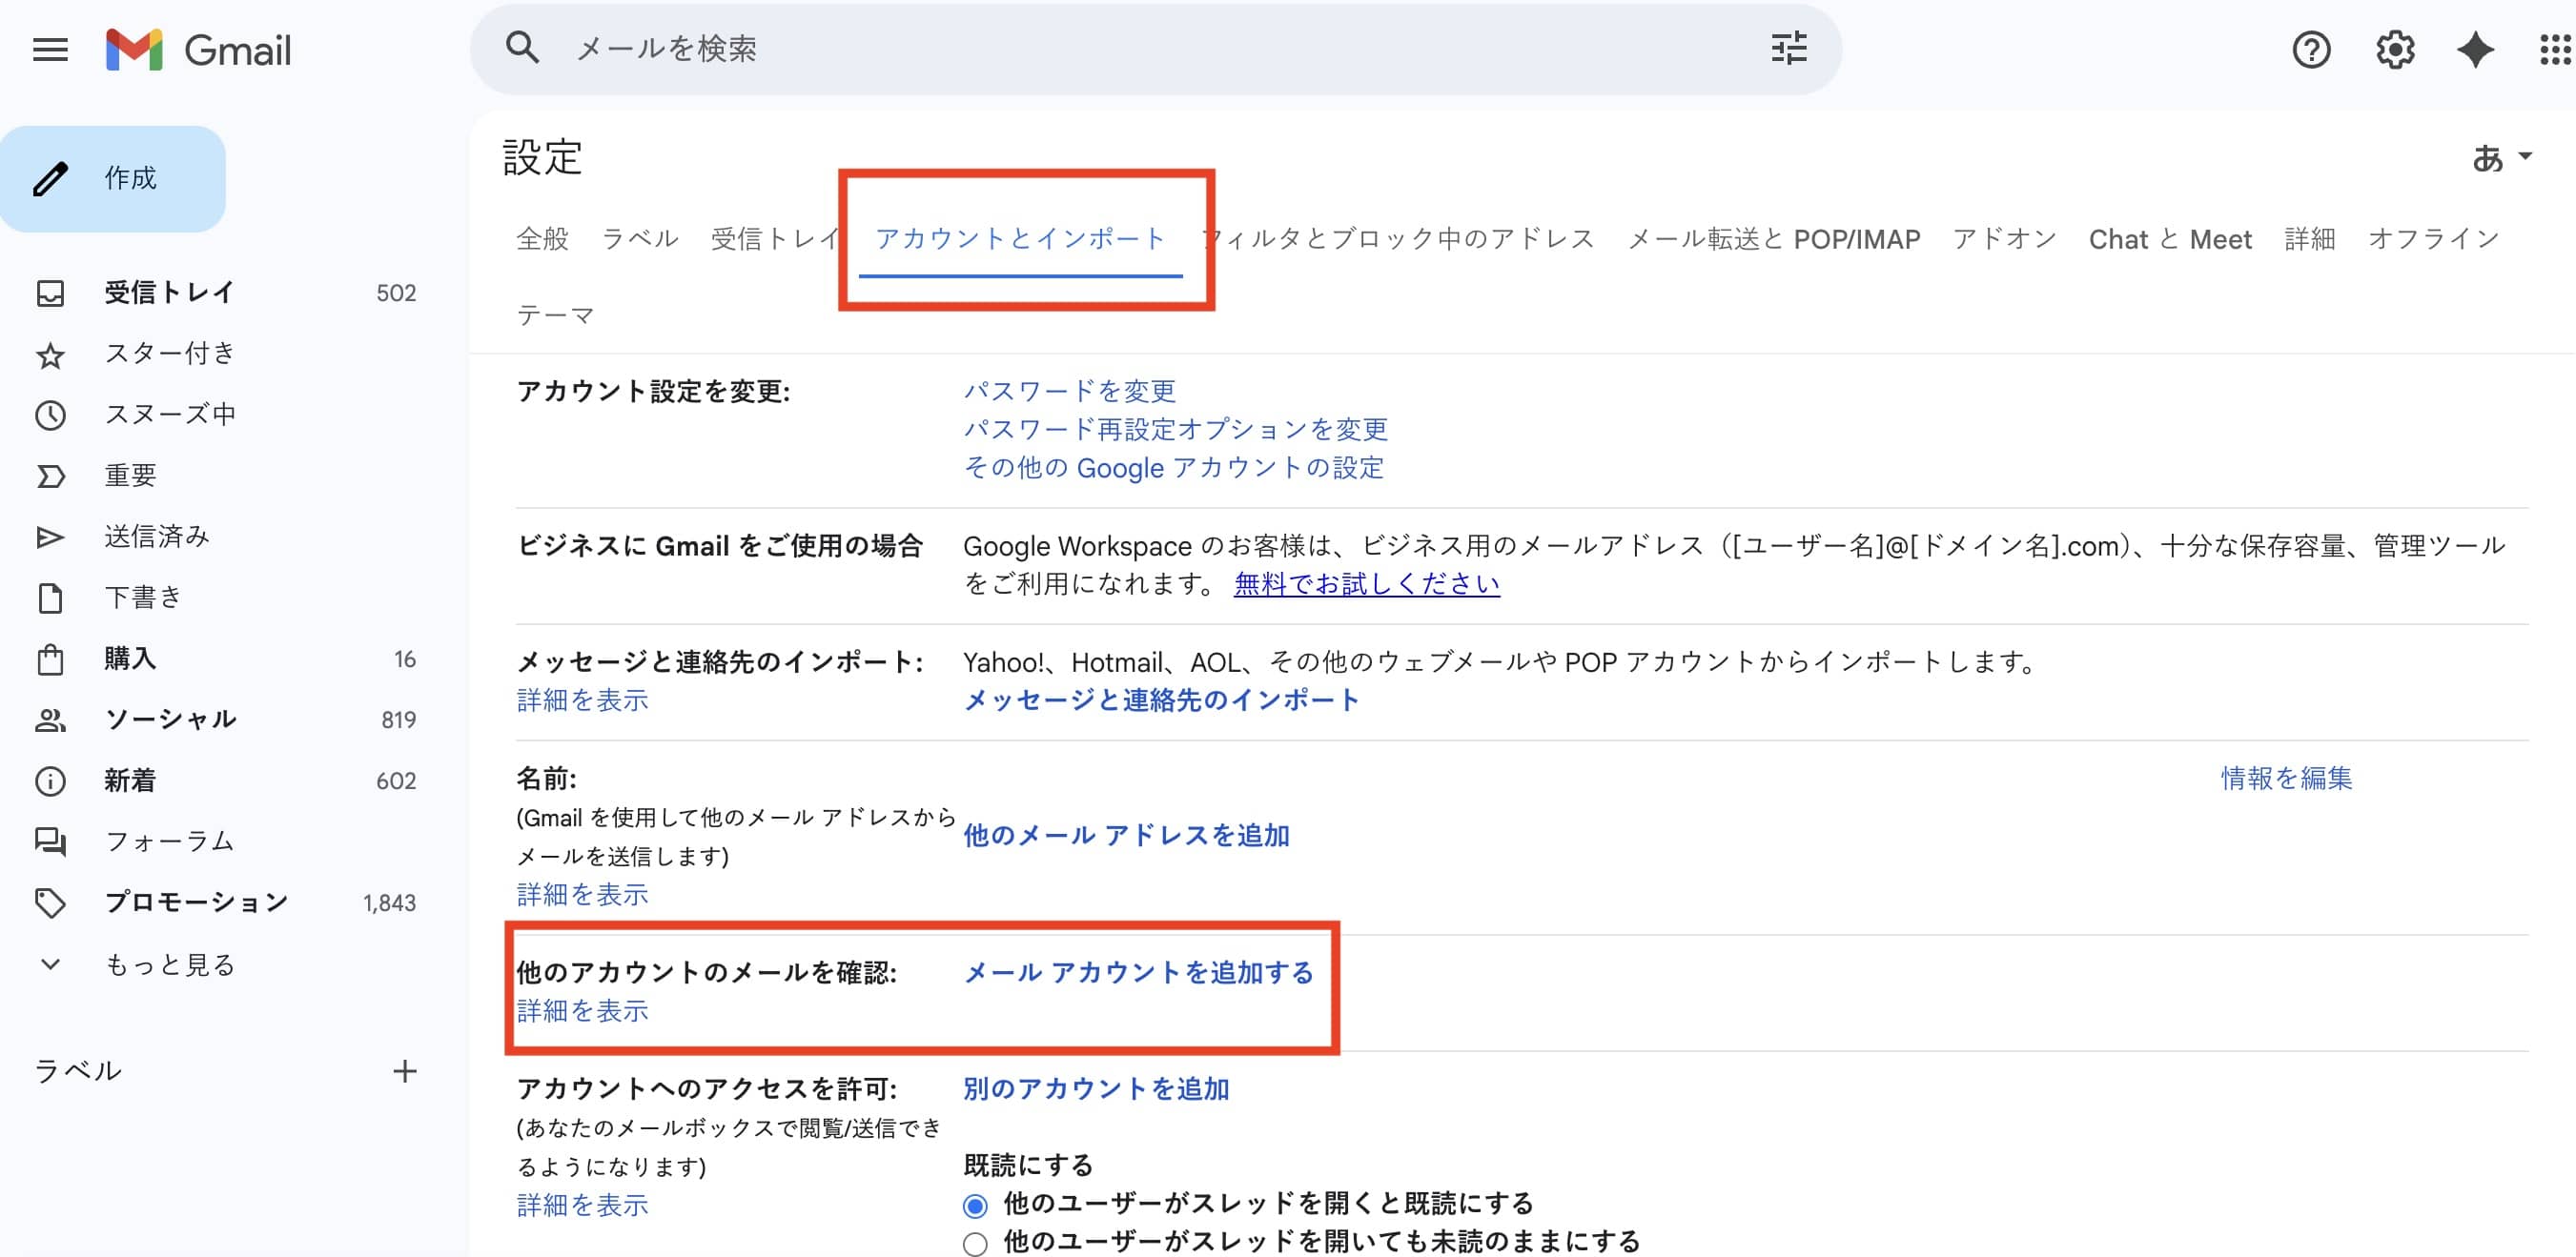 Gmail
メールを検索
作成
受信トレイ 502
スター付き
スヌーズ中
重要
送信済み
下書き
購入 16
ソーシャル 819
新着 602
フォーラム
プロモーション 1,843
もっと見る
ラベル
設定
あ
全般 ラベル 受信トレイ アカウントとインポート フィルタとブロック中のアドレス メール転送と POP/IMAP アドオン Chat と Meet 詳細 オフライン
テーマ
アカウント設定を変更:
パスワードを変更
パスワード再設定オプションを変更
その他の Google アカウントの設定
ビジネスに Gmail をご使用の場合
Google Workspace のお客様は、ビジネス用のメールアドレス（[ユーザー名]@[ドメイン名].com）、十分な保存容量、管理ツール
をご利用になれます。 無料でお試しください
メッセージと連絡先のインポート:
詳細を表示
Yahoo!、Hotmail、AOL、その他のウェブメールや POP アカウントからインポートします。
メッセージと連絡先のインポート
名前:
(Gmail を使用して他のメール アドレスから
メールを送信します)
詳細を表示
情報を編集
他のメール アドレスを追加
他のアカウントのメールを確認:
詳細を表示
メール アカウントを追加する
アカウントへのアクセスを許可:
(あなたのメールボックスで閲覧/送信でき
るようになります)
詳細を表示
別のアカウントを追加
既読にする
他のユーザーがスレッドを開くと既読にする
他のユーザーがスレッドを開いても未読のままにする